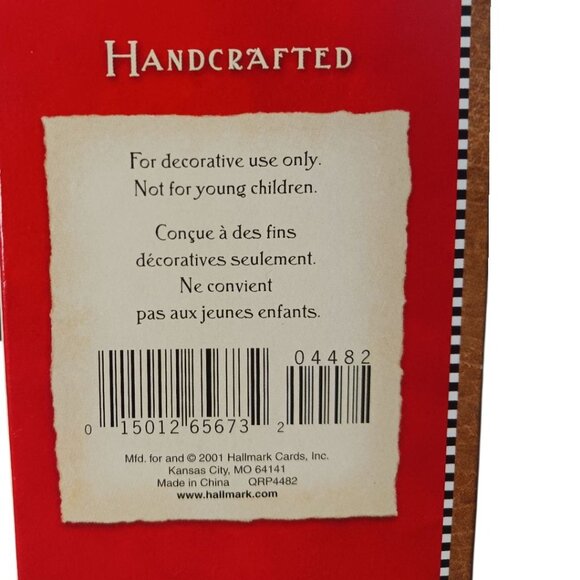 HANDCRAFTED
For decorative use only.
Not for young children.
Conçue à des fins
décoratives seulement.
Ne convient
pas aux jeunes enfants.
04482
0 15012 65673 2
Mfd. for and © 2001 Hallmark Cards, Inc.
Kansas City, MO 64141
Made in China QRP4482
www.hallmark.com